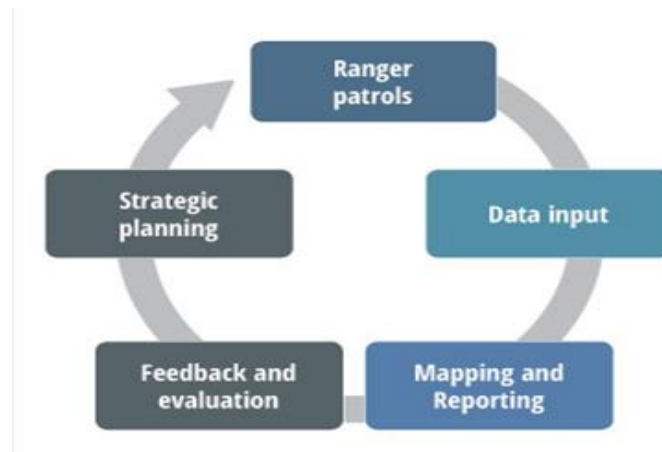 Ranger
patrols
Data input
Mapping and
Reporting
Feedback and
evaluation
Strategic
planning